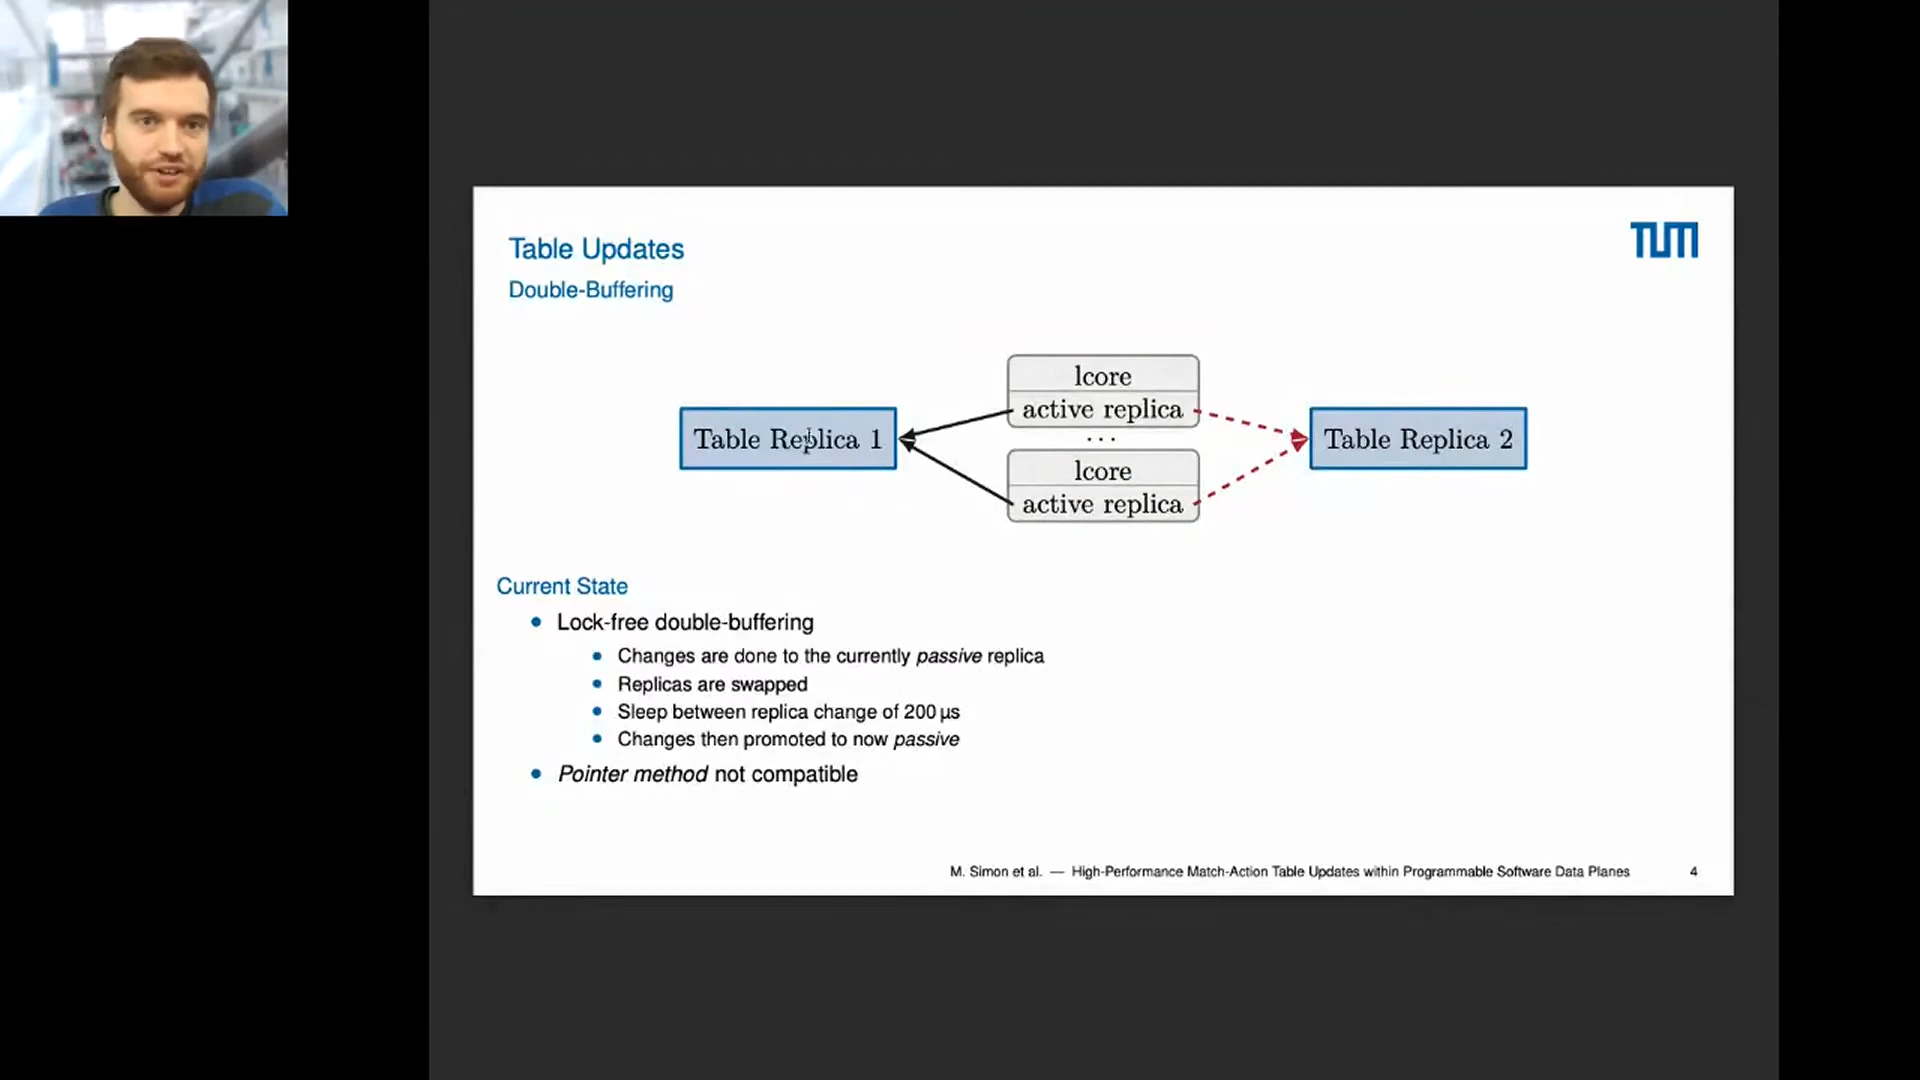 Table Updates
TUM
Double-Buffering
lcore
active replica
Table Replica 1
...
Table Replica 2
lcore
active replica
Current State
Lock-free double-buffering
Changes are done to the currently passive replica
Replicas are swapped
Sleep between replica change of 200 µs
Changes then promoted to now passive
Pointer method not compatible
M. Simon et al. — High-Performance Match-Action Table Updates within Programmable Software Data Planes 4